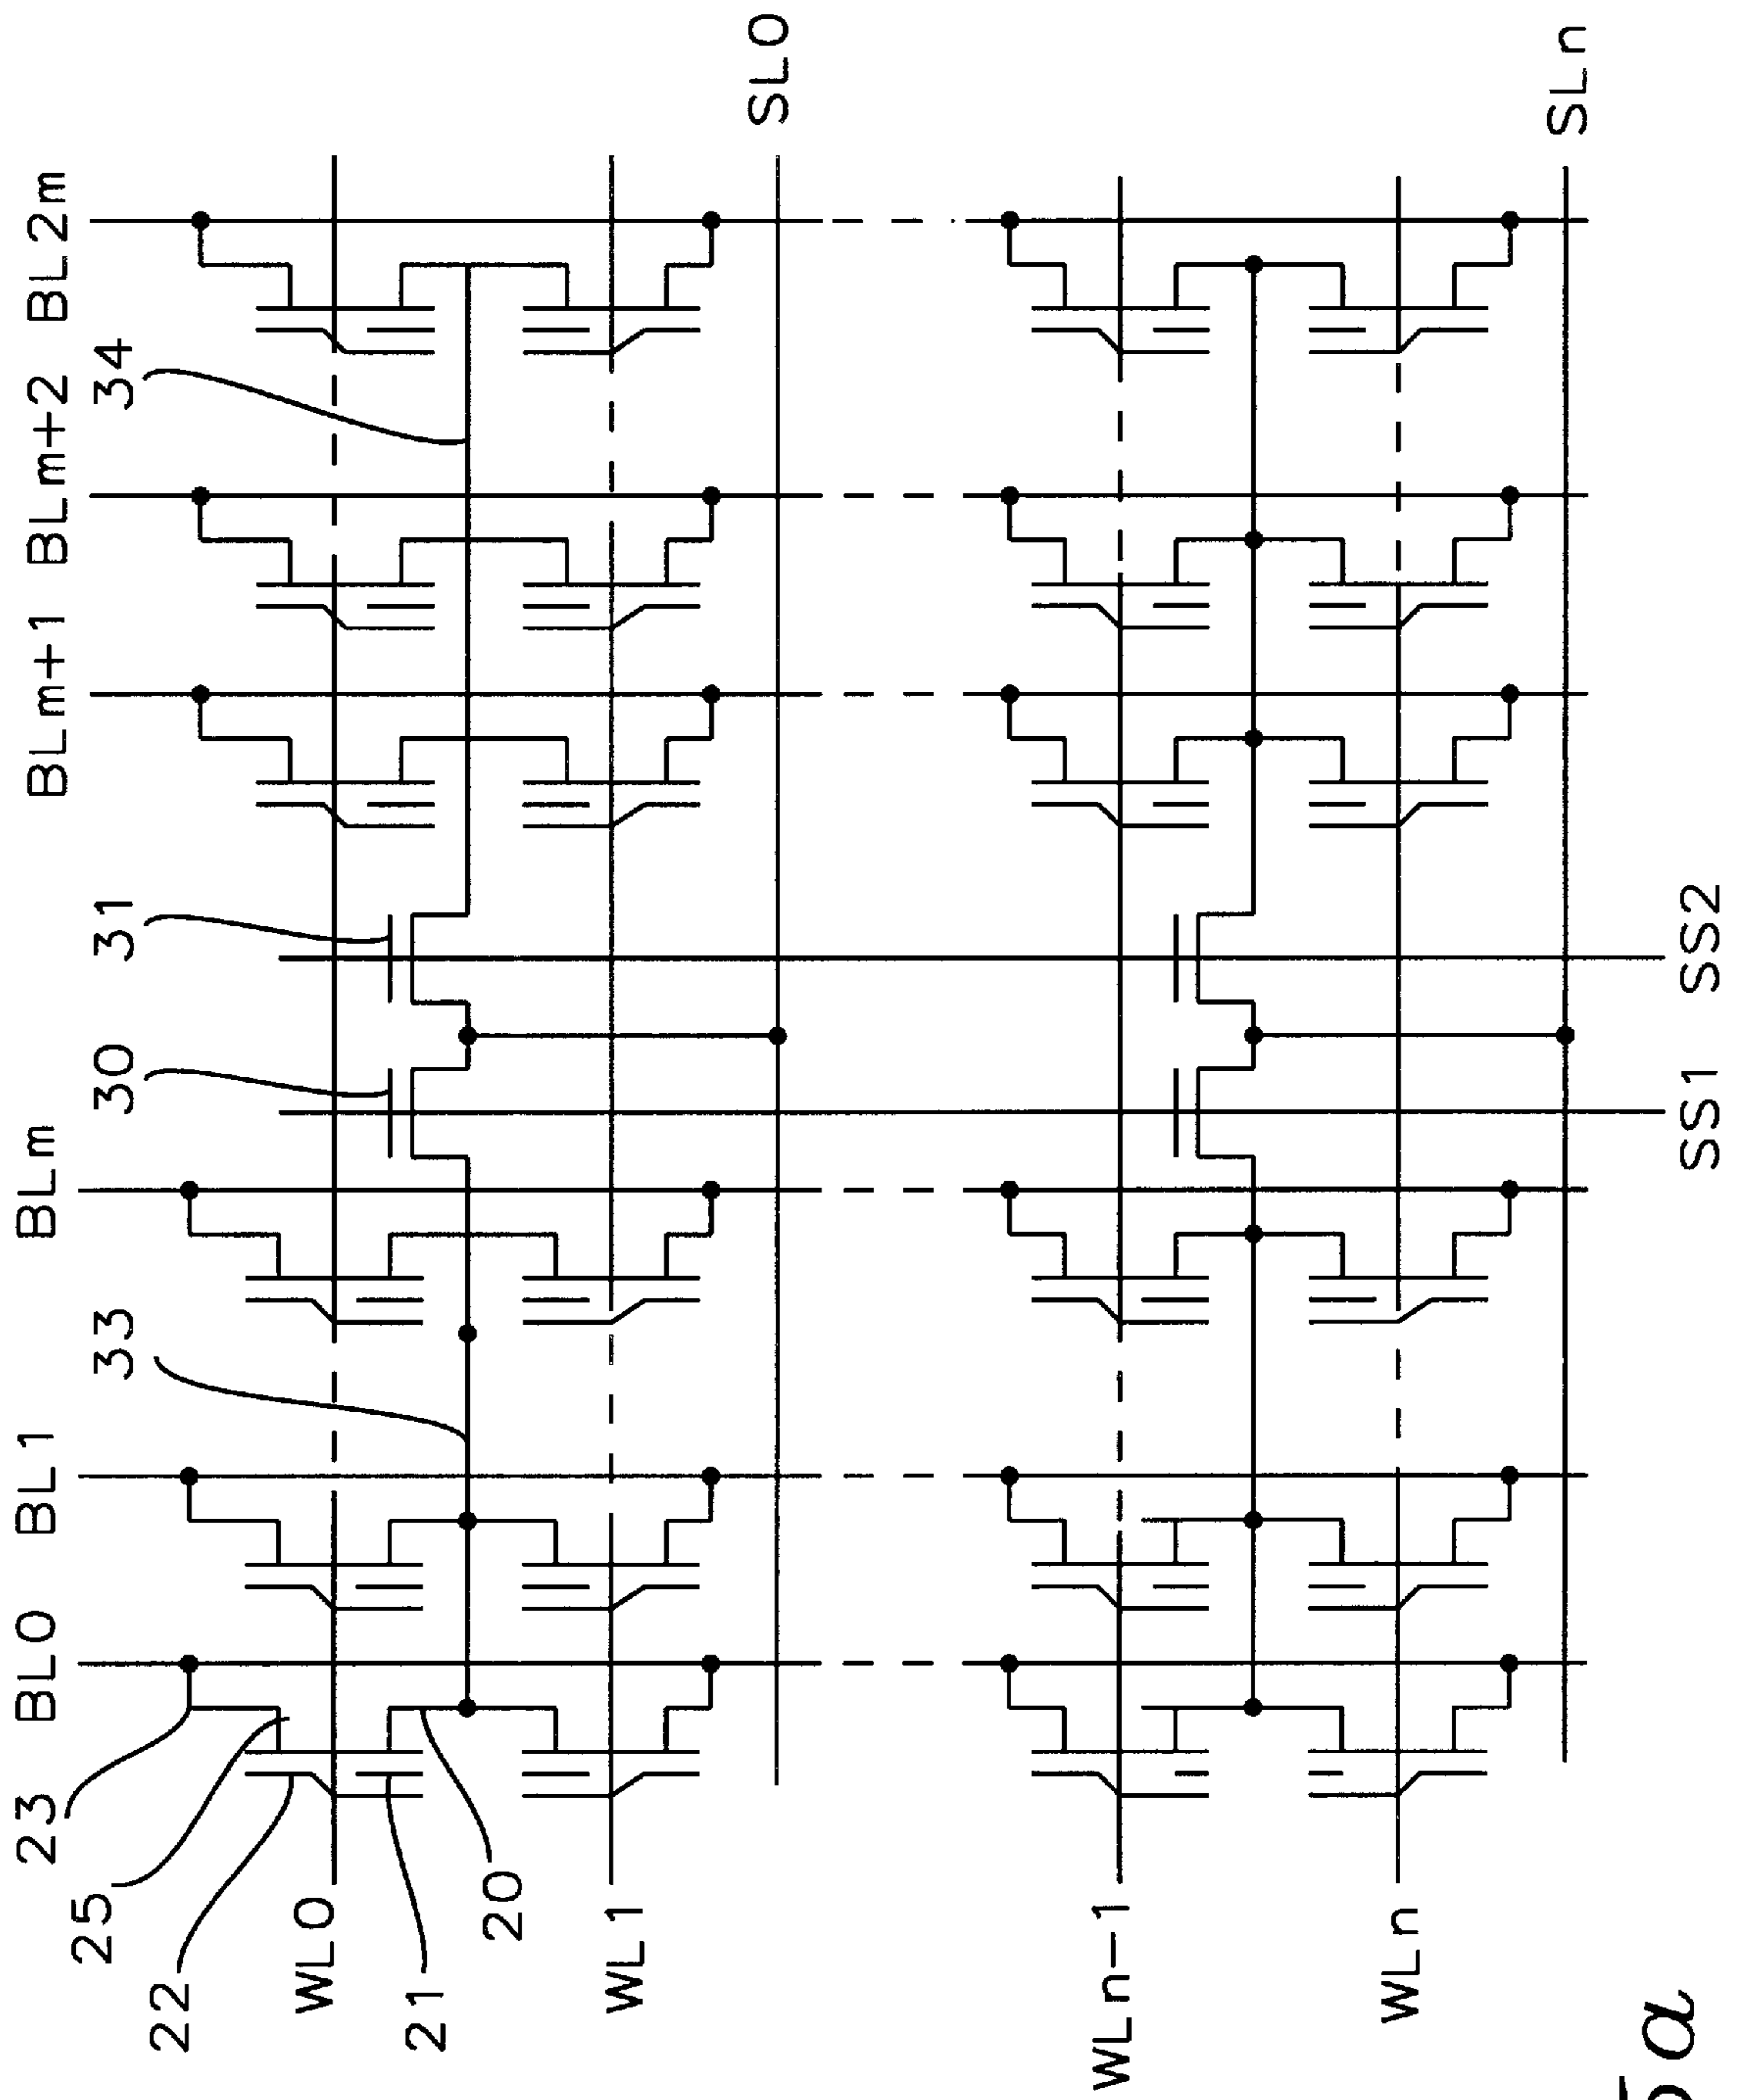 BL0
BL1
BLm
BLm+1
BLm+2
BL2m
23
25
22
21
20
33
30
31
34
WL0
WL1
SL0
WLn-1
WLn
SLn
SS1
SS2
5a